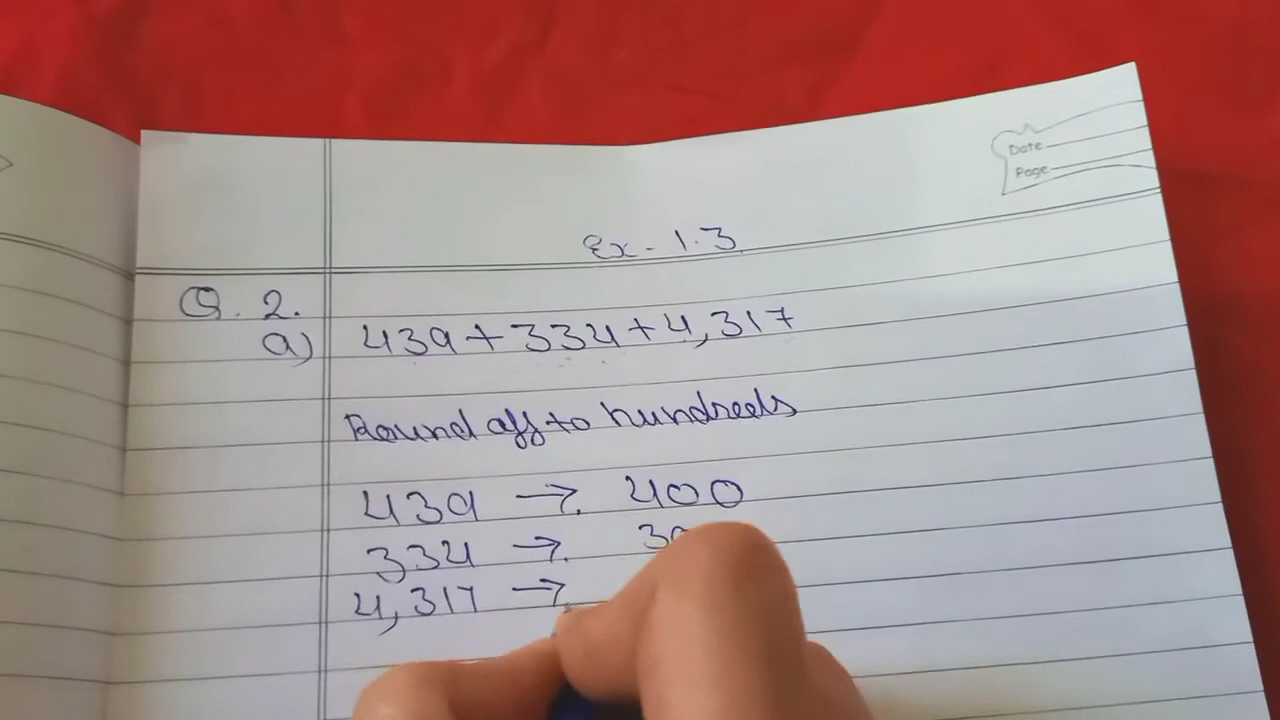 Date
Page
Ex - 1.3
Q. 2.
a) 439 + 334 + 4,317
Round off to hundreds
439 → 400
334 →
4,317 →